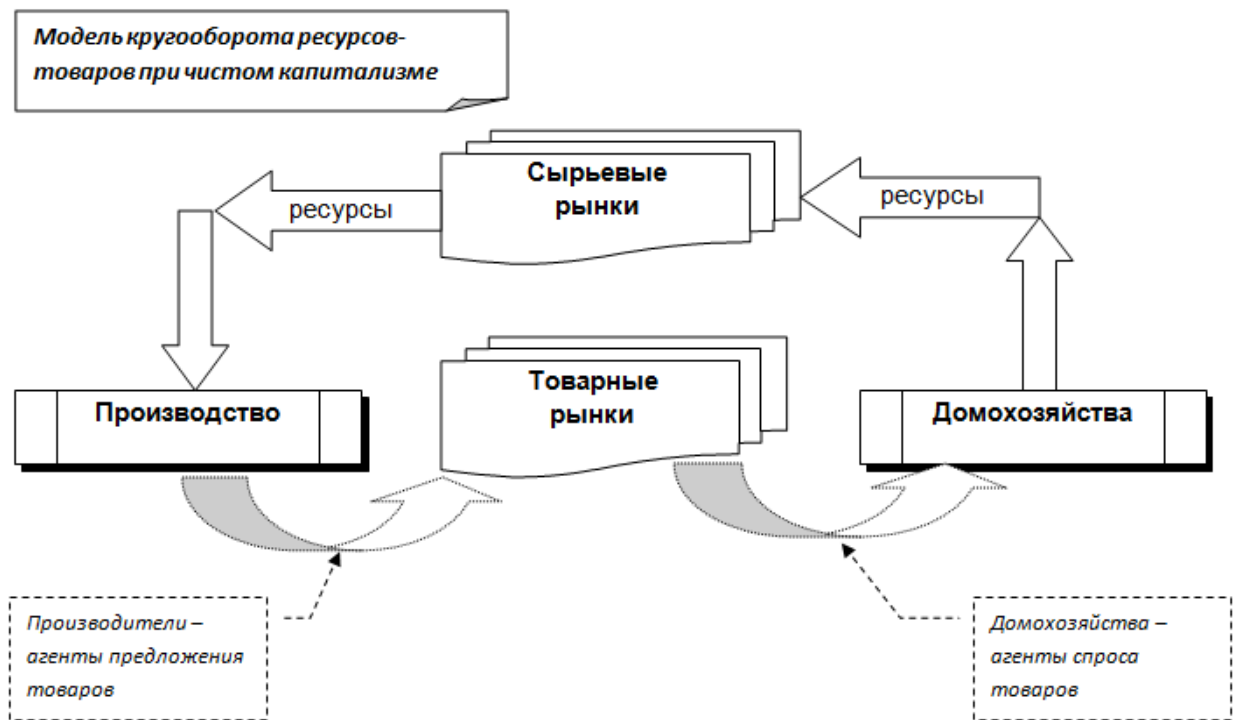 Модель кругооборота ресурсов-
товаров при чистом капитализме
Сырьевые
рынки
ресурсы
ресурсы
Товарные
рынки
Производство
Домохозяйства
Производители –
агенты предложения
товаров
Домохозяйства –
агенты спроса
товаров